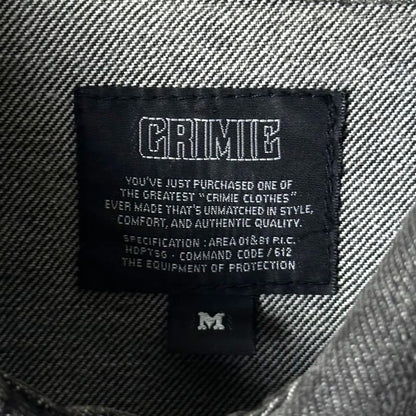 CRIMIE
YOU'VE JUST PURCHASED ONE OF
THE GREATEST "CRIMIE CLOTHES"
EVER MADE THAT'S UNMATCHED IN STYLE,
COMFORT, AND AUTHENTIC QUALITY.
SPECIFICATION : AREA 01&81 P.I.C.
HDPTSG · COMMAND CODE / 612
THE EQUIPMENT OF PROTECTION
M